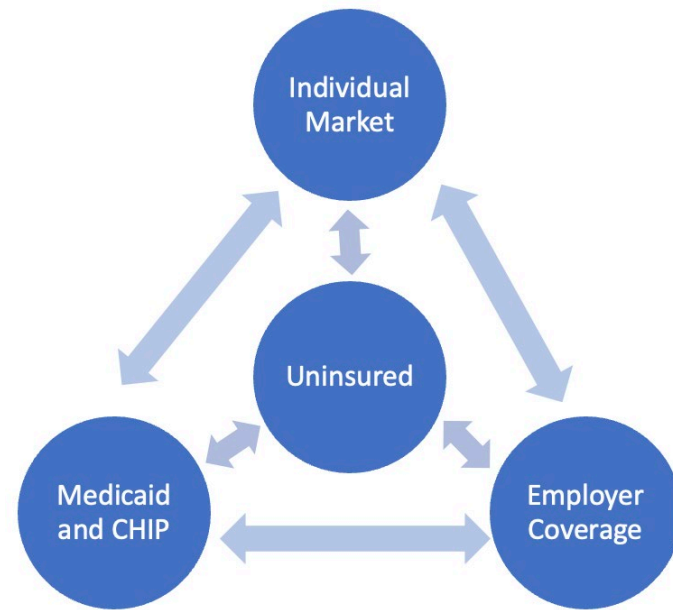 Individual
Market
Uninsured
Medicaid
and CHIP
Employer
Coverage